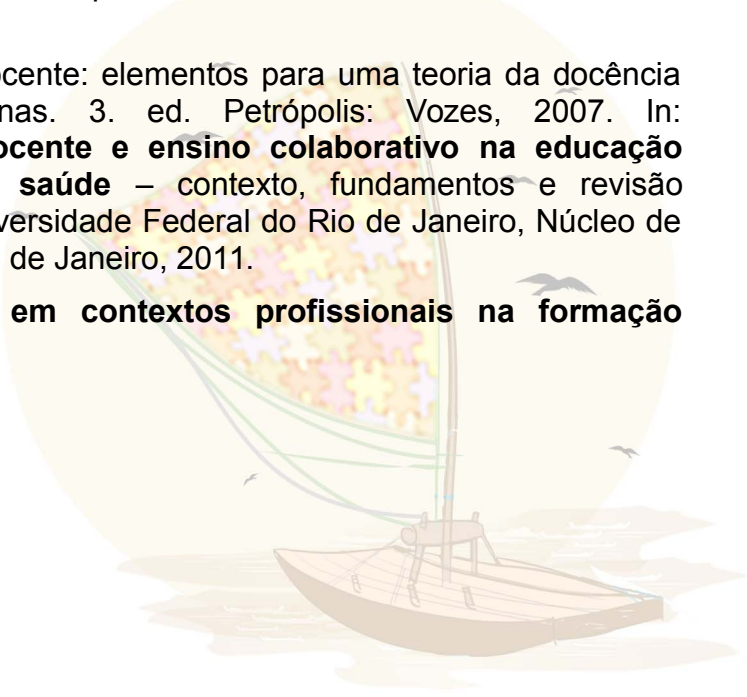 ocente: elementos para uma teoria da docência
nas. 3. ed. Petrópolis: Vozes, 2007. In:
ocente e ensino colaborativo na educação
saúde – contexto, fundamentos e revisão
versidade Federal do Rio de Janeiro, Núcleo de
de Janeiro, 2011.
em contextos profissionais na formação